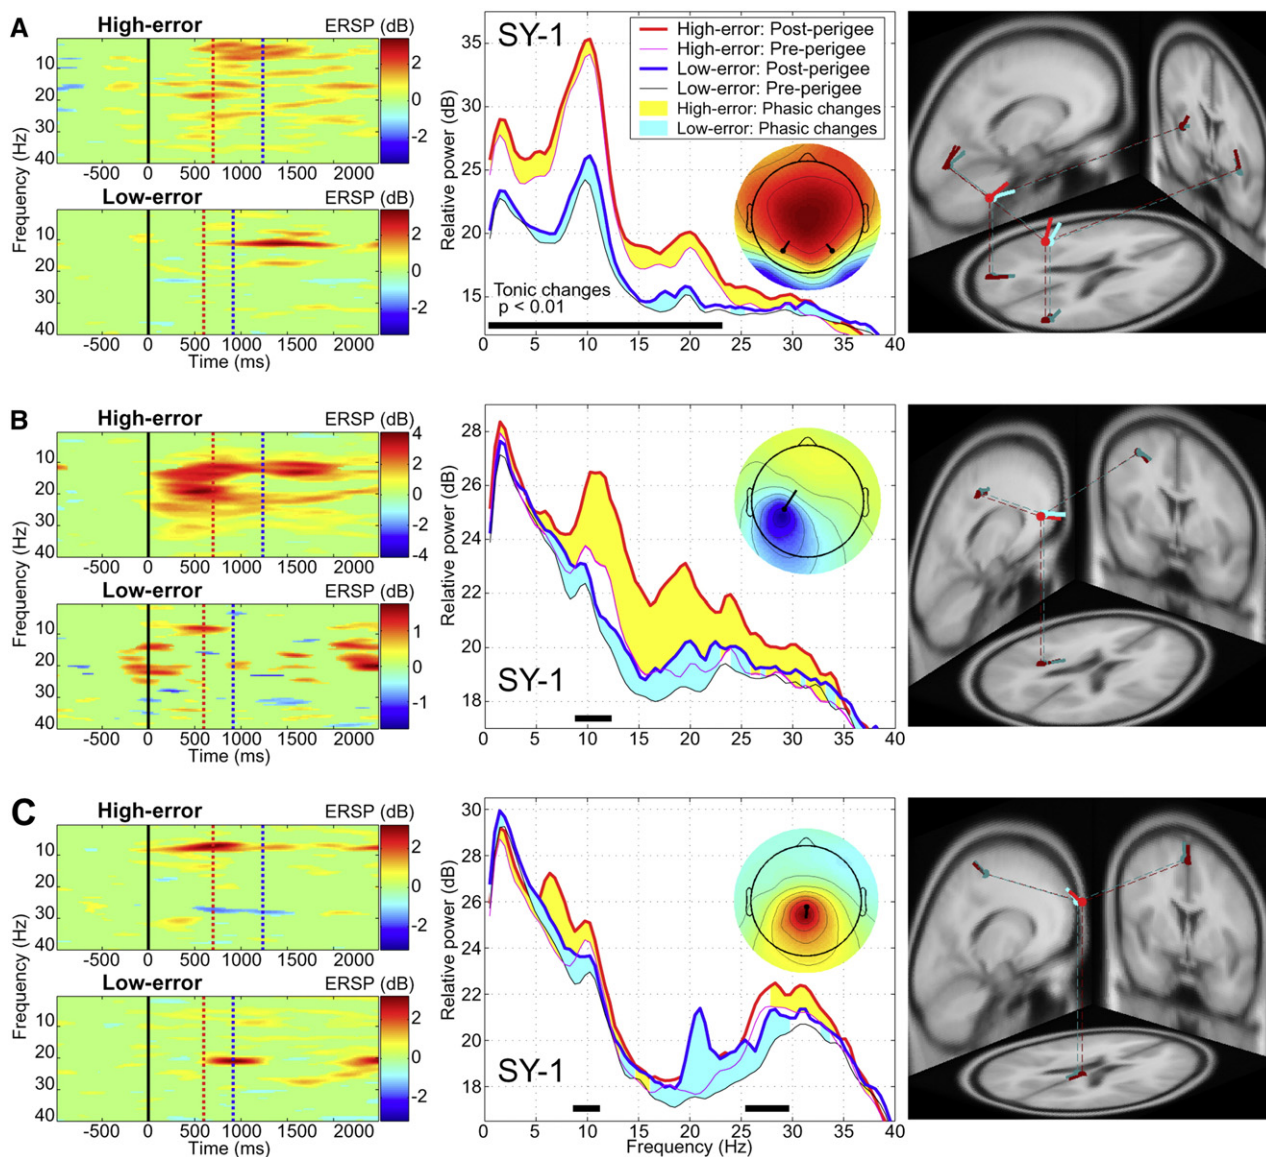 A
High-error
ERSP (dB)
10
20
30
40
2
0
-2
Low-error
10
20
30
40
2
0
-2
-500 0 500 1000 1500 2000
Time (ms)
Frequency (Hz)
SY-1
High-error: Post-perigee
High-error: Pre-perigee
Low-error: Post-perigee
Low-error: Pre-perigee
High-error: Phasic changes
Low-error: Phasic changes
Relative power (dB)
35
30
25
20
15
Tonic changes
p < 0.01
0 5 10 15 20 25 30 35 40
B
High-error
ERSP (dB)
10
20
30
40
4
2
0
-2
-4
-500 0 500 1000 1500 2000
Low-error
ERSP (dB)
10
20
30
40
1
0
-1
-500 0 500 1000 1500 2000
Time (ms)
Frequency (Hz)
Relative power (dB)
28
26
24
22
20
18
SY-1
0 5 10 15 20 25 30 35 40
C
High-error
ERSP (dB)
10
20
30
40
2
0
-2
-500 0 500 1000 1500 2000
Low-error
ERSP (dB)
10
20
30
40
2
0
-2
-500 0 500 1000 1500 2000
Time (ms)
Frequency (Hz)
Relative power (dB)
30
28
26
24
22
20
18
SY-1
0 5 10 15 20 25 30 35 40
Frequency (Hz)